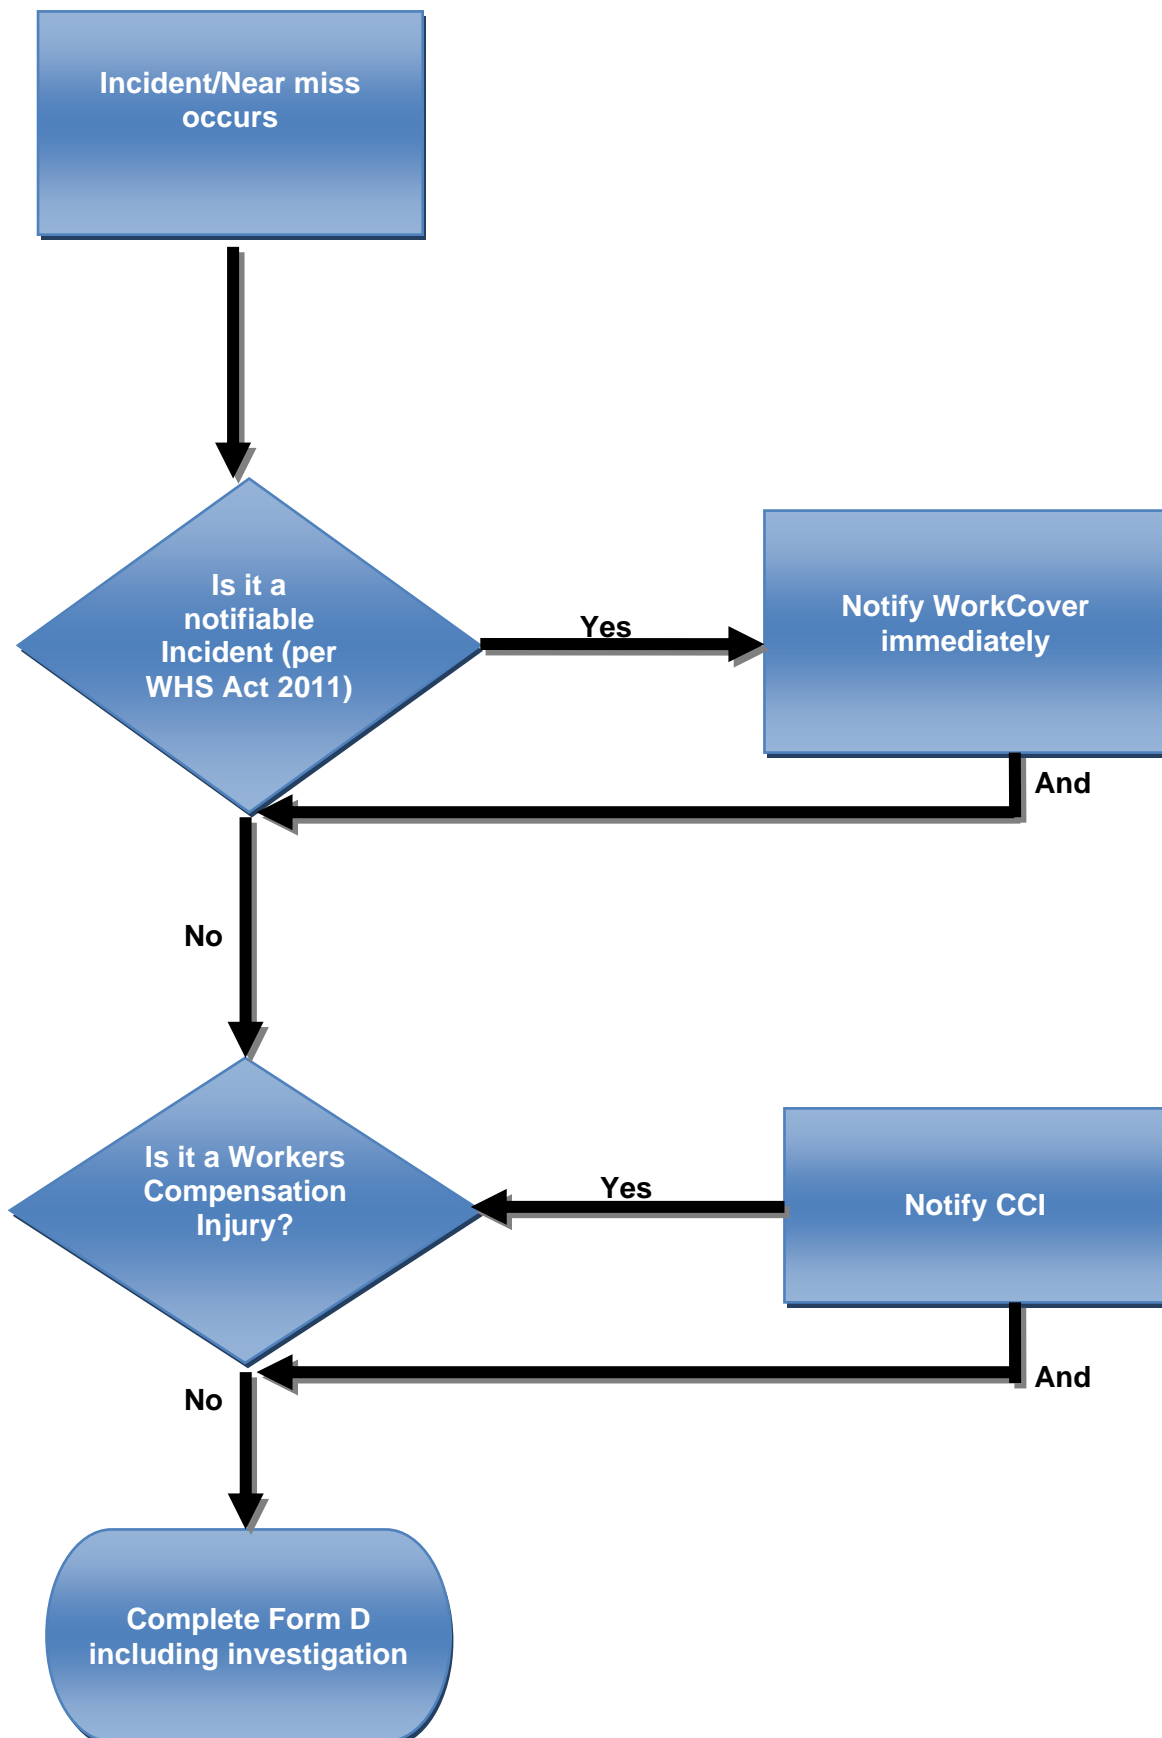 Incident/Near miss
occurs
Is it a
notifiable
Incident (per
WHS Act 2011)
Yes
Notify WorkCover
immediately
And
No
Is it a Workers
Compensation
Injury?
Yes
Notify CCI
And
No
Complete Form D
including investigation